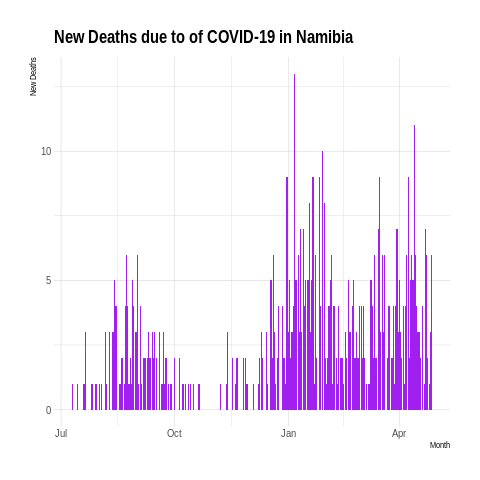 New Deaths due to of COVID-19 in Namibia
New Deaths
10
5
0
Jul Oct Jan Apr
Month